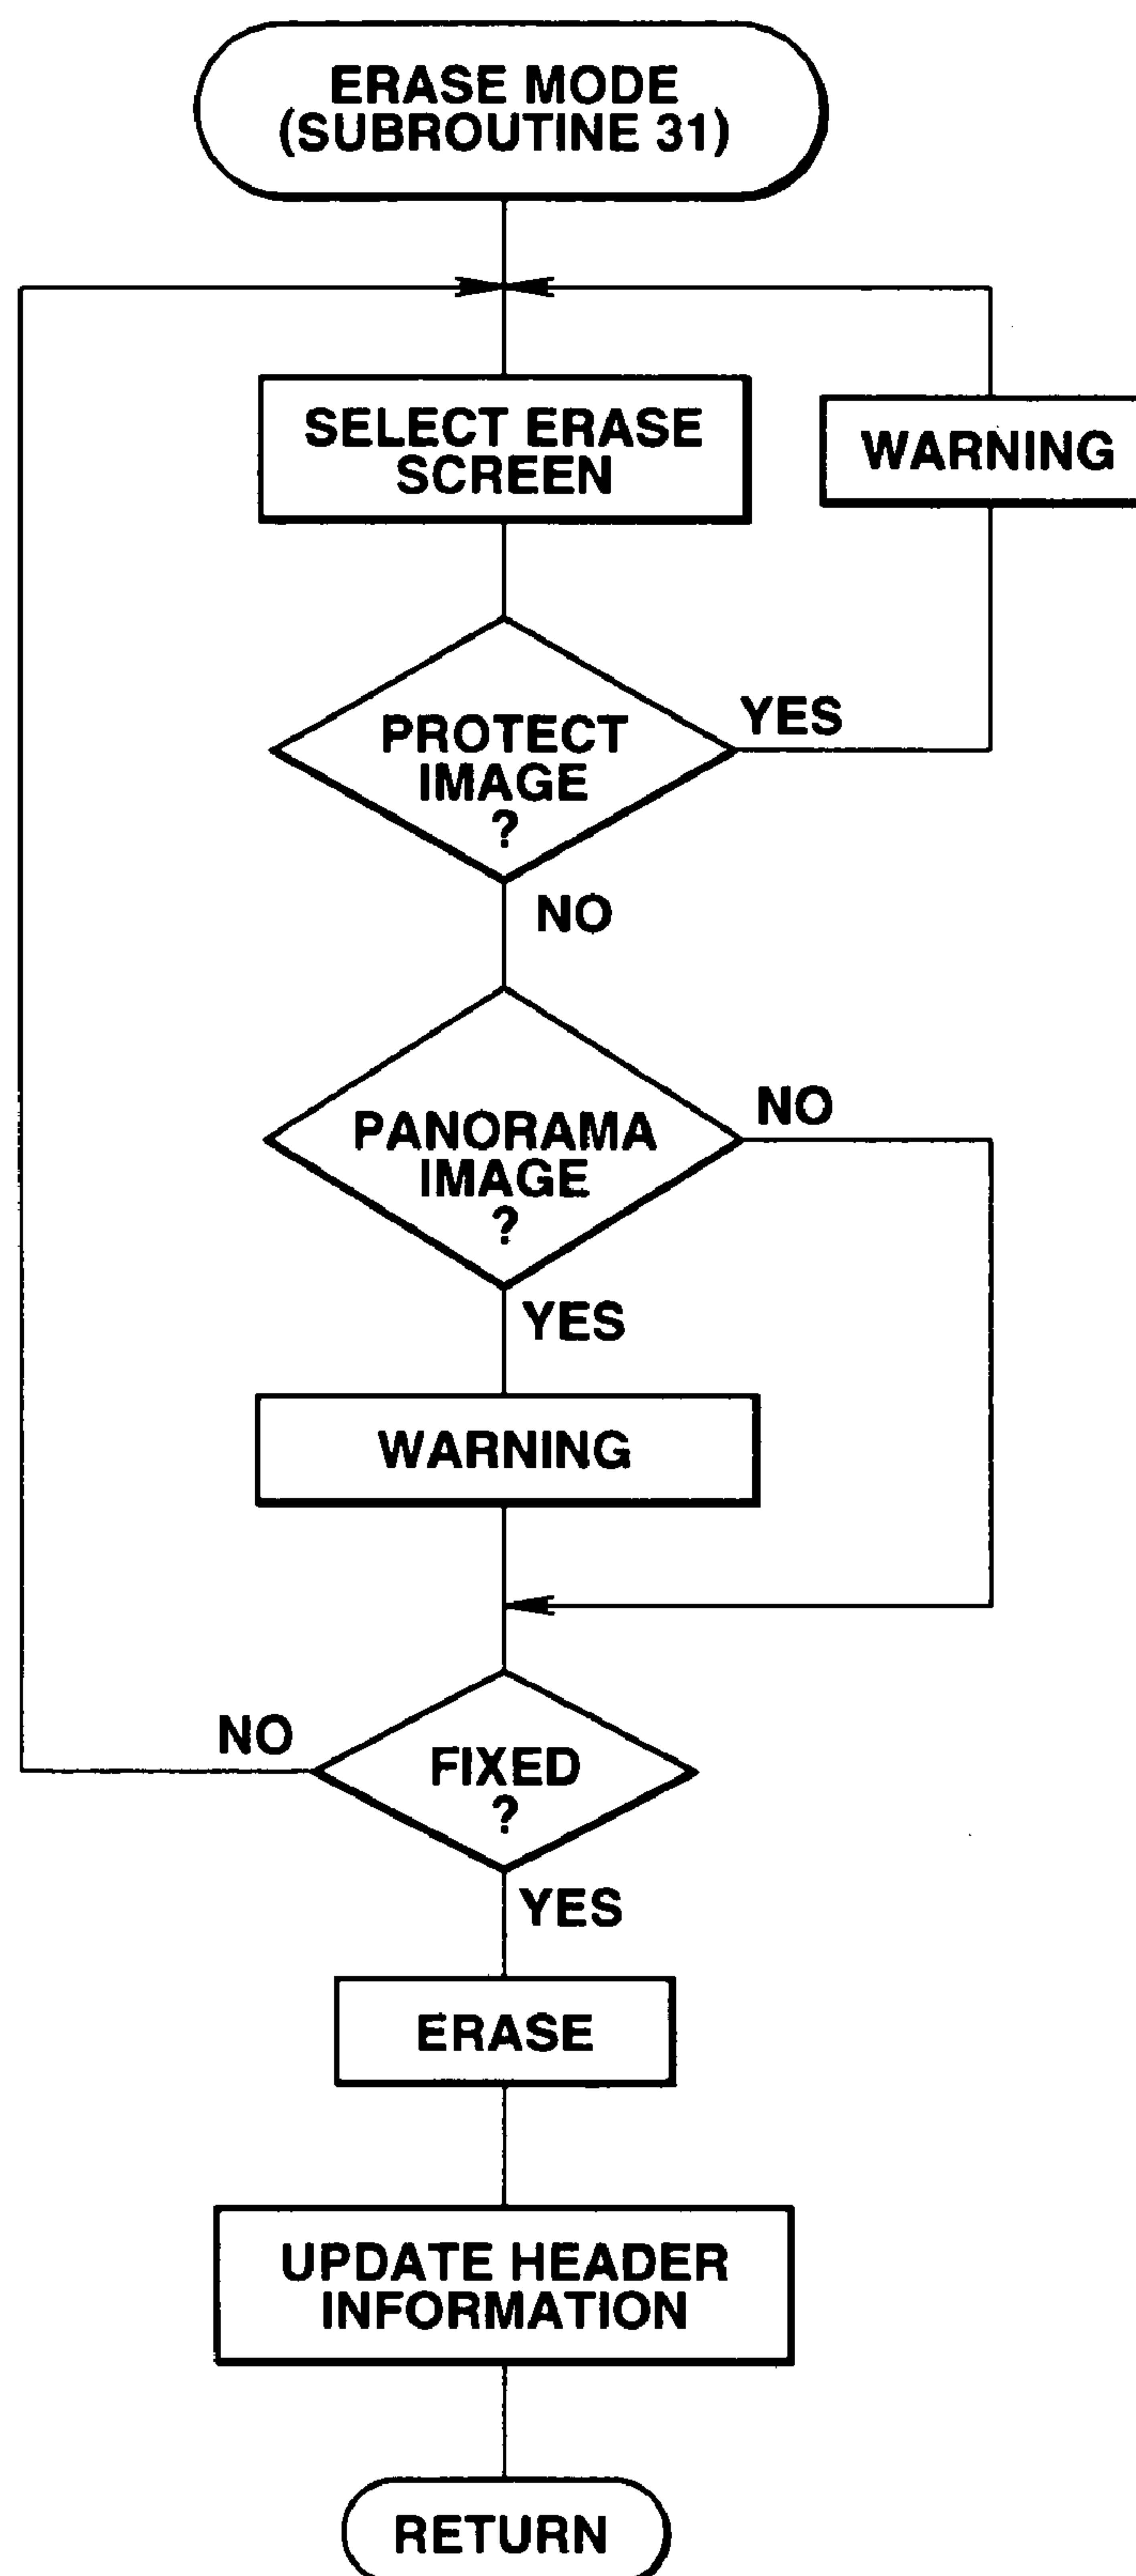 ERASE MODE
(SUBROUTINE 31)
SELECT ERASE
SCREEN
WARNING
PROTECT
IMAGE
?
YES
NO
PANORAMA
IMAGE
?
NO
YES
WARNING
FIXED
?
NO
YES
ERASE
UPDATE HEADER
INFORMATION
RETURN